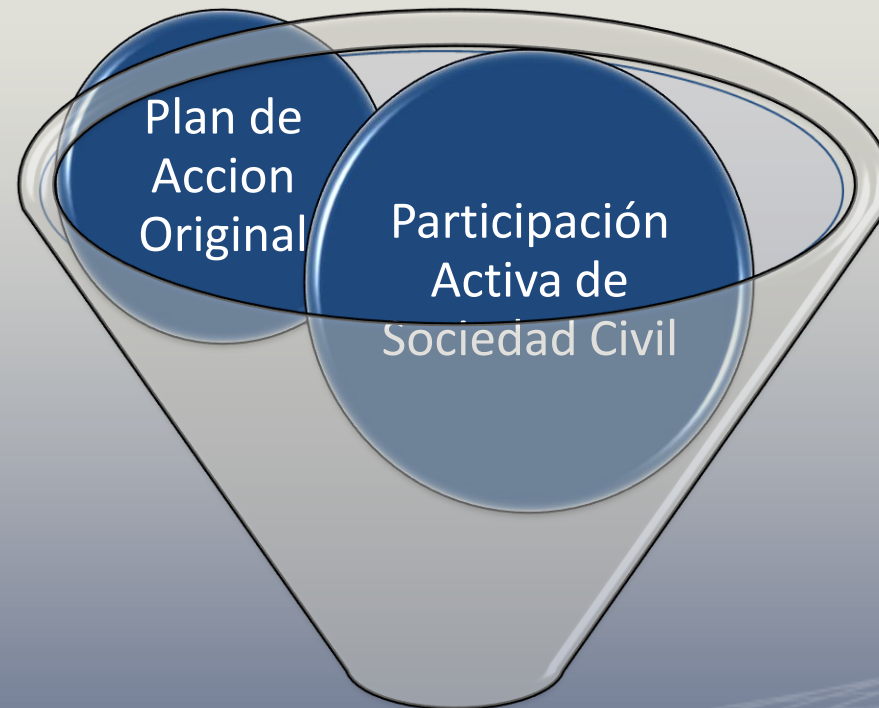 Plan de
Accion
Original
Participación
Activa de
Sociedad Civil